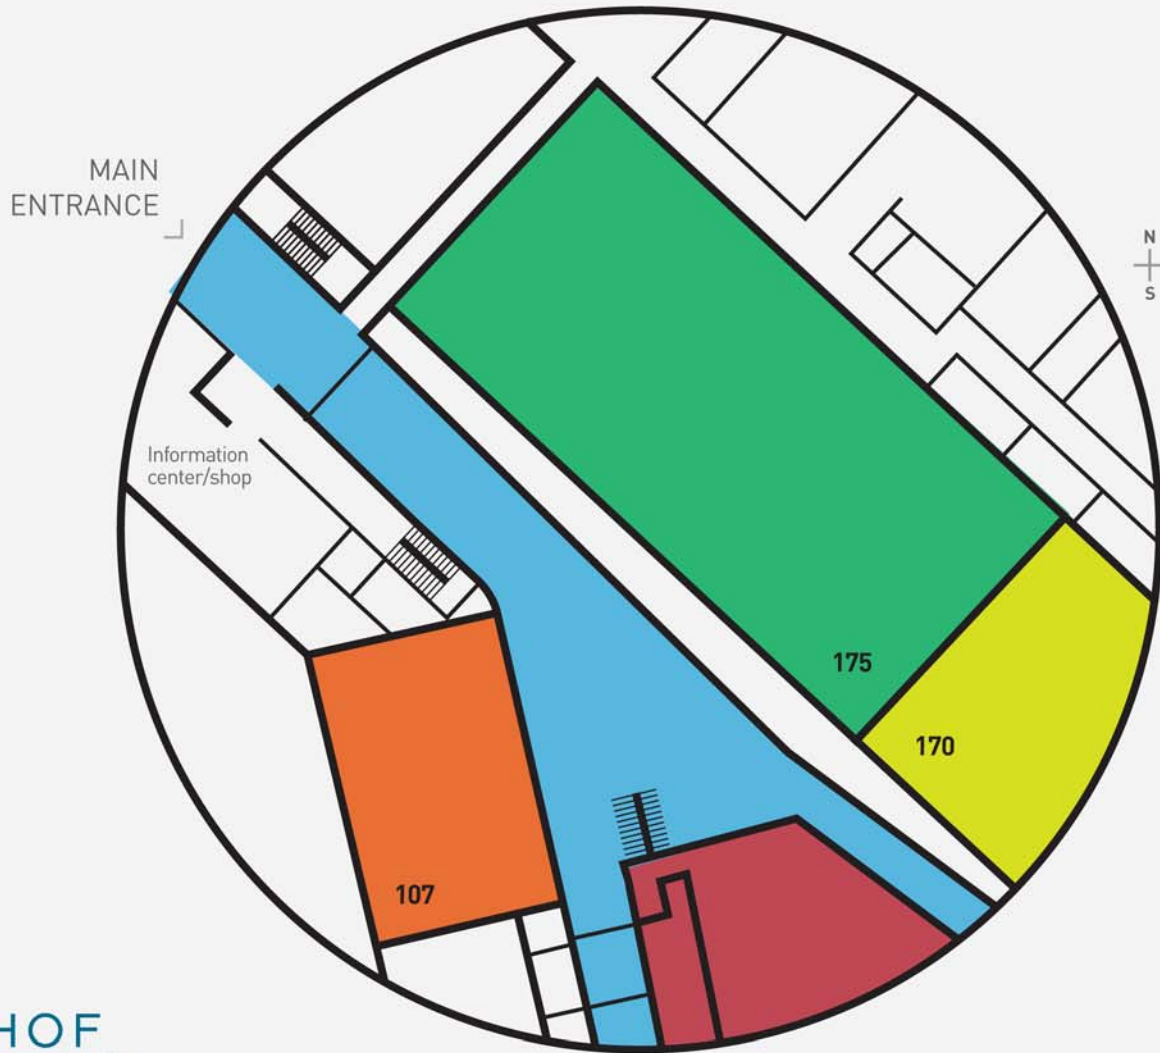 MAIN
ENTRANCE
N
S
Information
center/shop
175
170
107
HOF